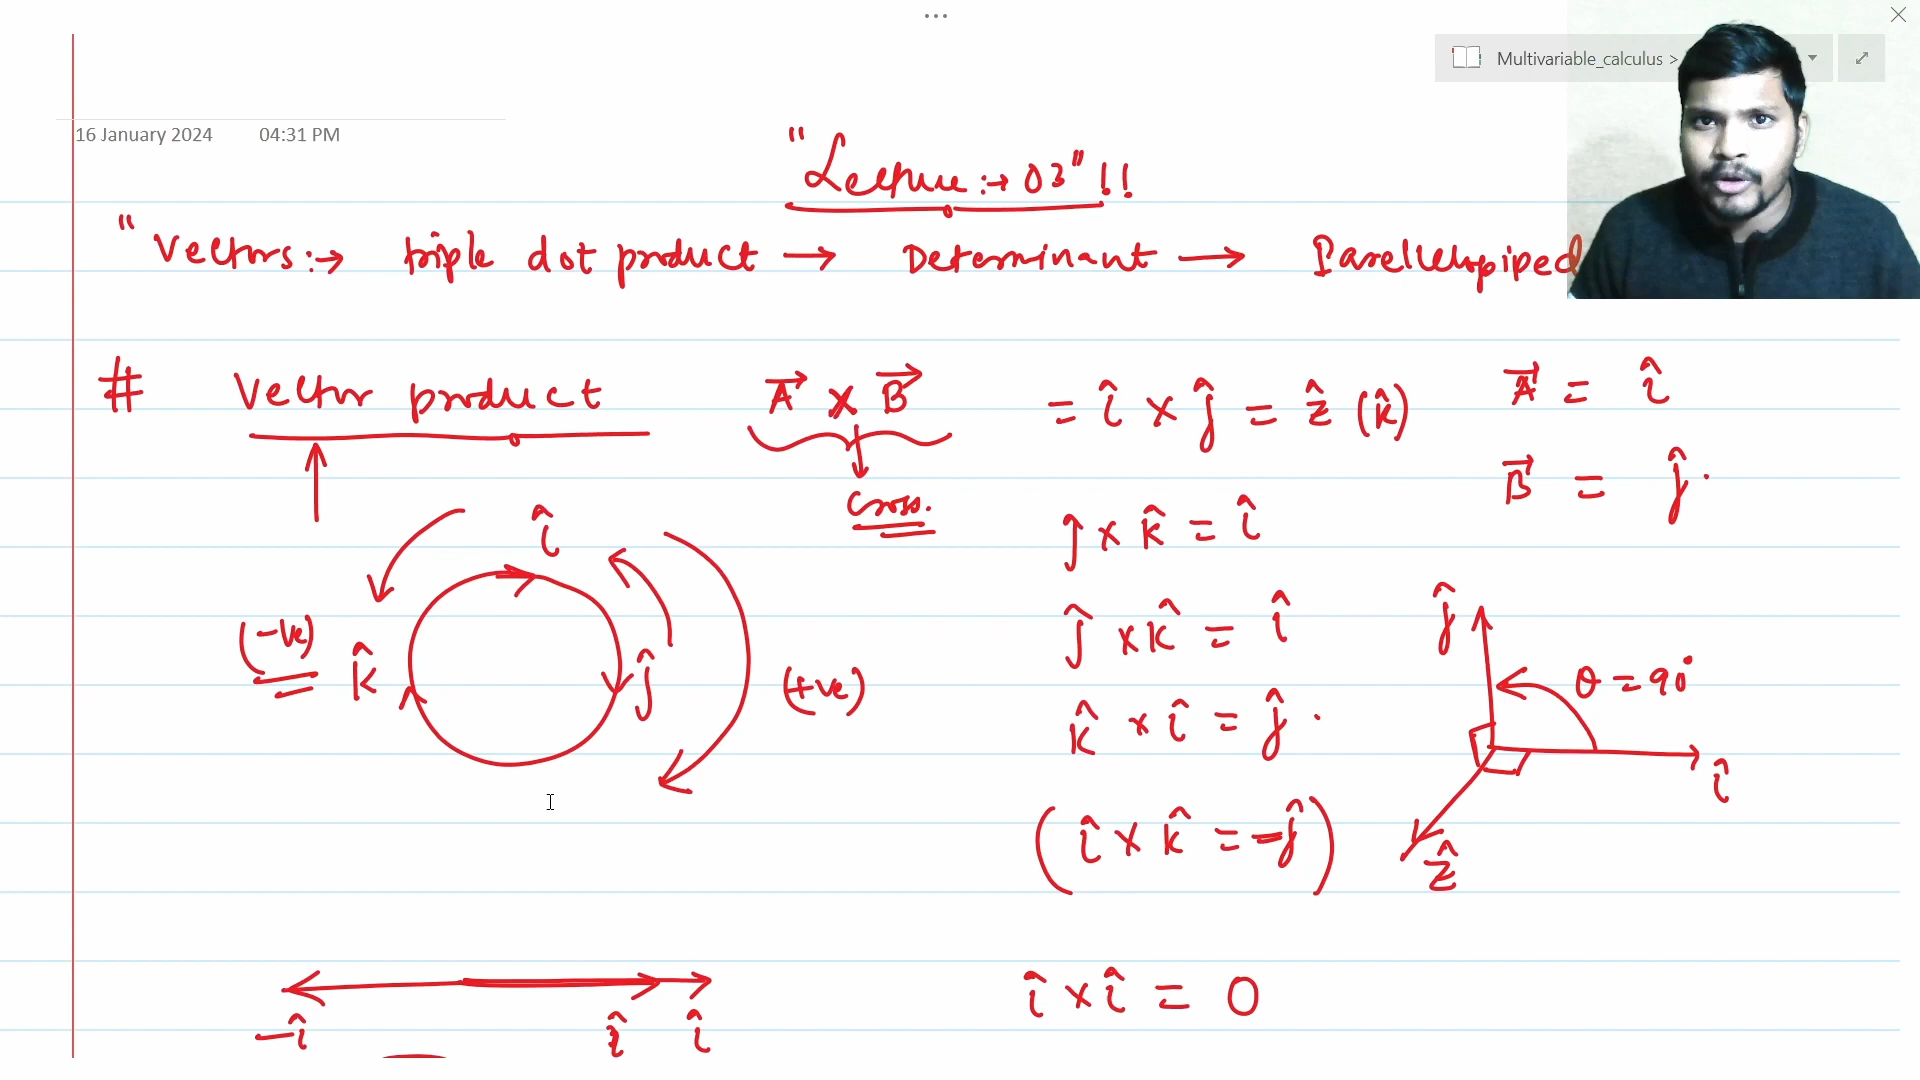 Multivariable_calculus >
16 January 2024 04:31 PM
"Lecture :→ 03" !!
" Vectors :→ triple dot product → Determinant → Parellelopiped
# Vector product A⃗ × B⃗ = î × ĵ = ẑ (k̂) A⃗ = î
B⃗ = ĵ .
Cross.
î
ĵ × k̂ = î
(-ve) k̂ ĵ (+ve)
ĵ × k̂ = î
ĵ θ = 90°
k̂ × î = ĵ .
î
(î × k̂ = -ĵ)
ẑ
î × î = 0
-î î î